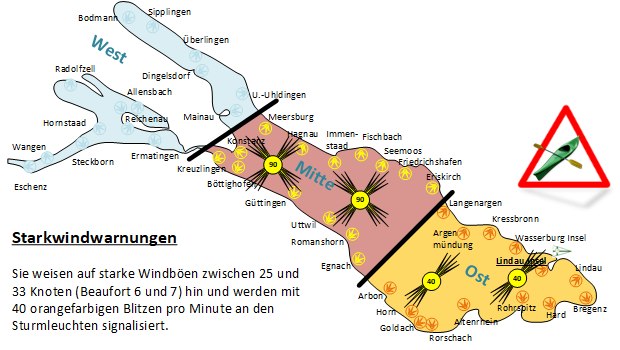 Bodmann
Sipplingen
Überlingen
West
Dingelsdorf
Radolfzell
Allensbach
U.-Uhldingen
Hornstaad
Reichenau
Mainau
Meersburg
Wangen
Konstanz
Hagnau
Immen-
staad
Fischbach
Steckborn
Ermatingen
Seemoos
Friedrichshafen
Kreuzlingen
90
Mitte
Eriskirch
Eschenz
Böttighofen
Güttingen
90
Langenargen
Kressbronn
Uttwil
Argen
mündung
Wasserburg Insel
Romanshorn
Lindau Insel
Egnach
Ost
40
40
Lindau
Arbon
Horn
Goldach
Altenrhein
Rohrspitz
Hard
Bregenz
Rorschach
Starkwindwarnungen
Sie weisen auf starke Windböen zwischen 25 und
33 Knoten (Beaufort 6 und 7) hin und werden mit
40 orangefarbigen Blitzen pro Minute an den
Sturmleuchten signalisiert.